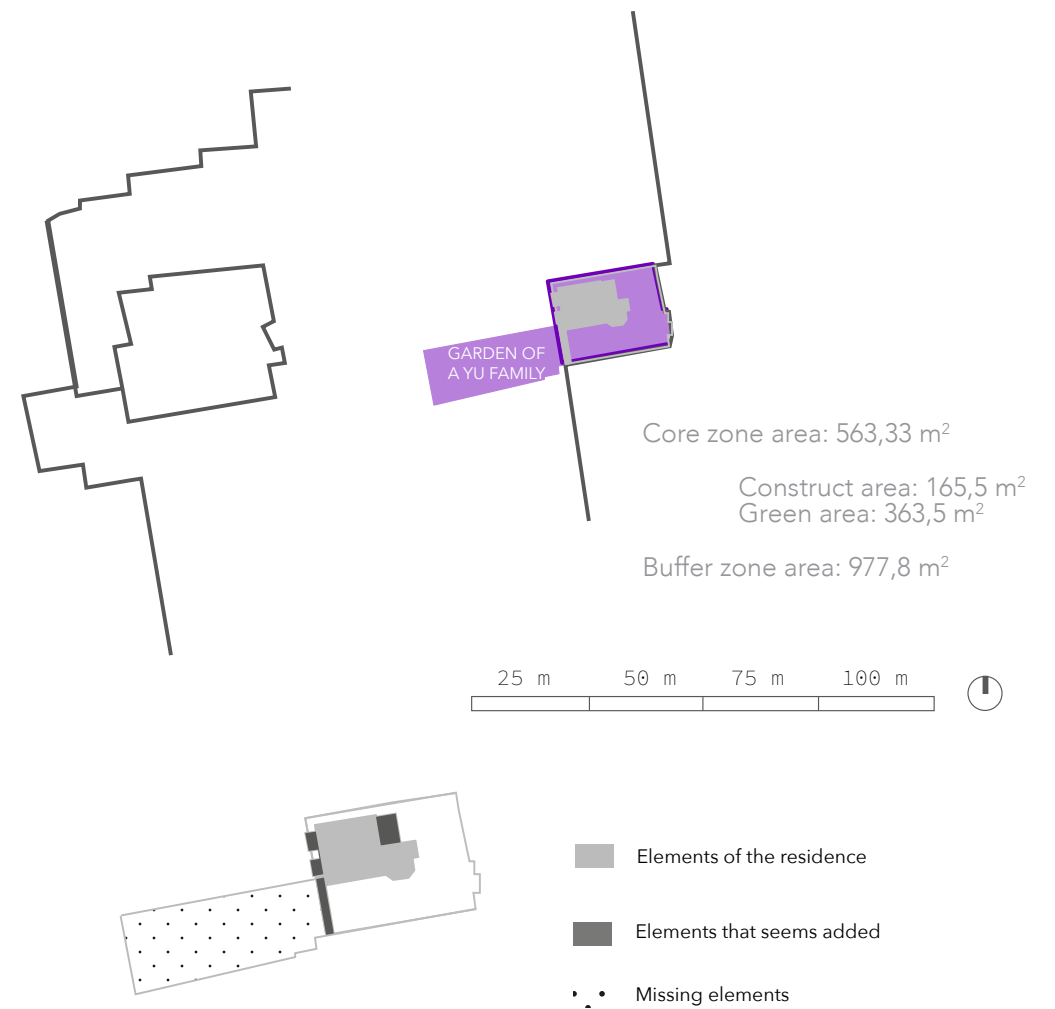 GARDEN OF
A YU FAMILY
Core zone area: 563,33 m²
Construct area: 165,5 m²
Green area: 363,5 m²
Buffer zone area: 977,8 m²
25 m 50 m 75 m 100 m
Elements of the residence
Elements that seems added
Missing elements